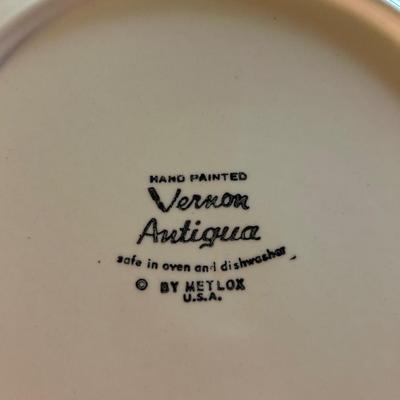 HAND PAINTED
Vernon
Antigua
safe in oven and dishwasher
© BY METLOX
U.S.A.